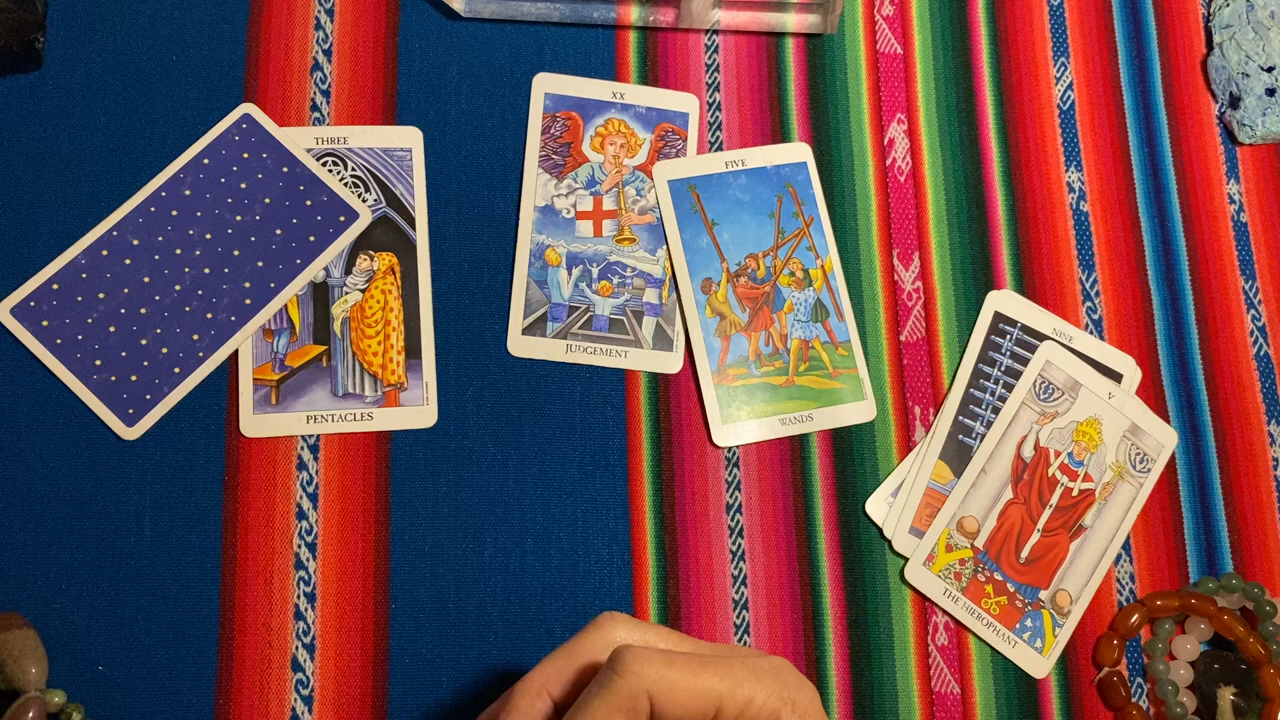 THREE
PENTACLES
XX
JUDGEMENT
FIVE
WANDS
NINE
V
THE HIEROPHANT